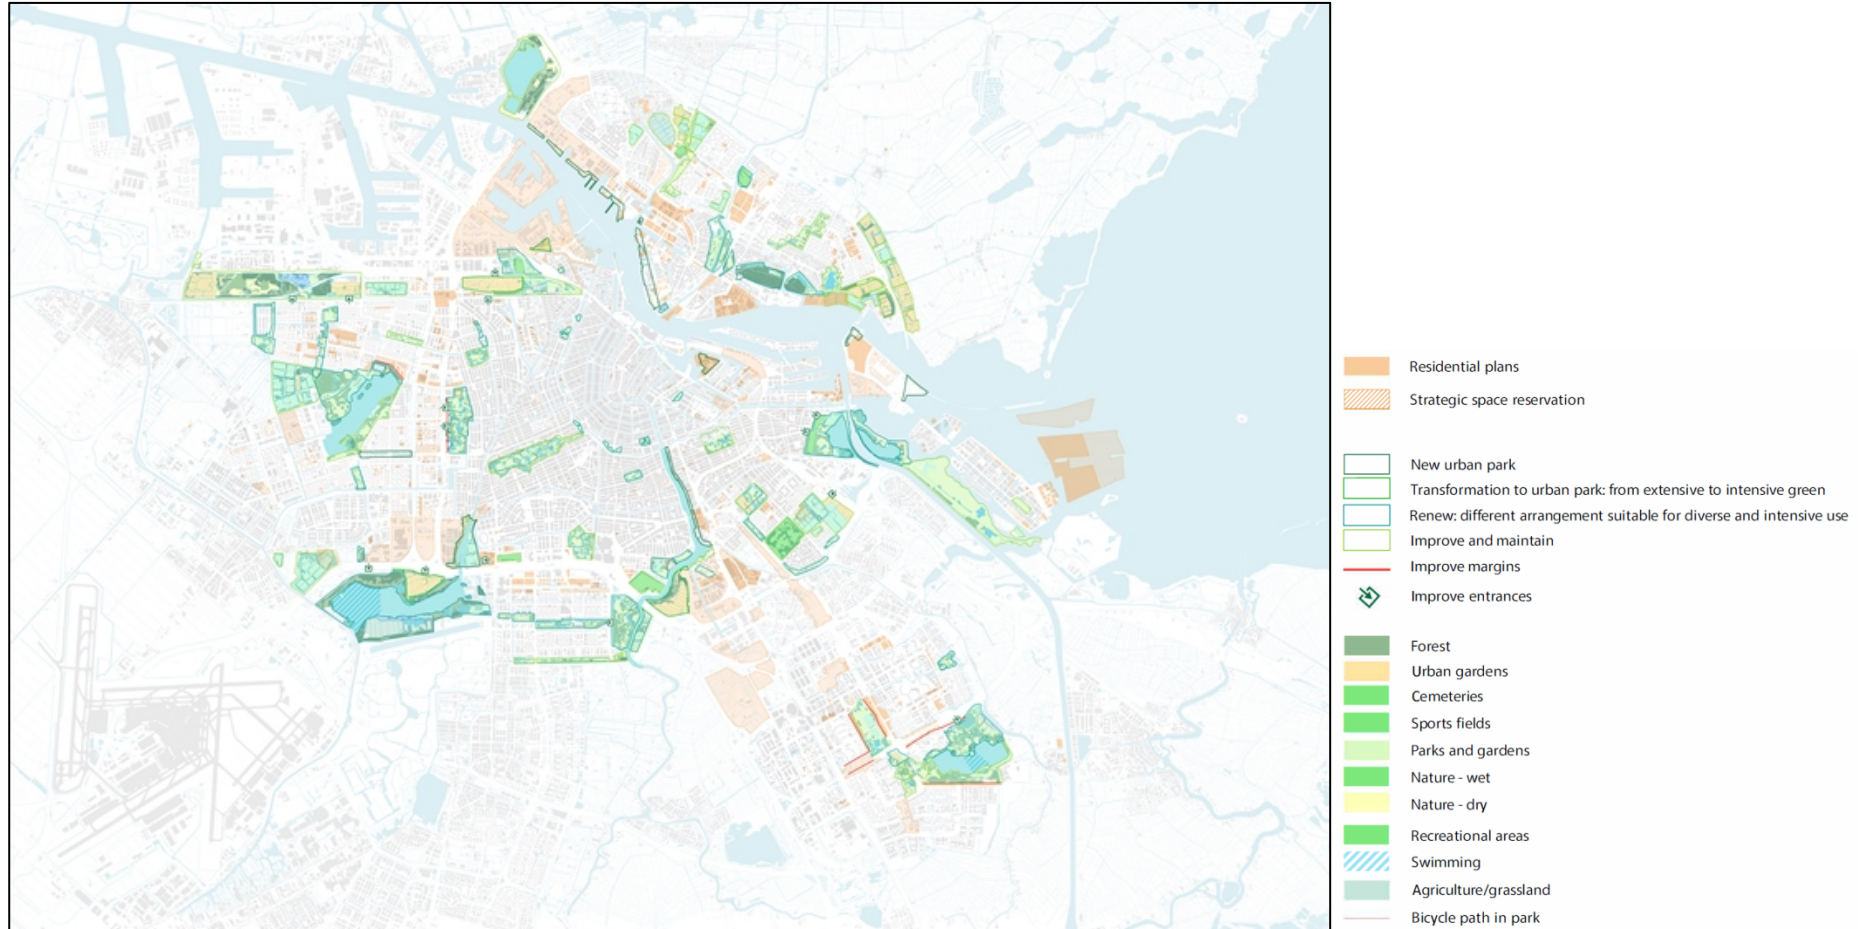 Residential plans
Strategic space reservation
New urban park
Transformation to urban park: from extensive to intensive green
Renew: different arrangement suitable for diverse and intensive use
Improve and maintain
Improve margins
Improve entrances
Forest
Urban gardens
Cemeteries
Sports fields
Parks and gardens
Nature - wet
Nature - dry
Recreational areas
Swimming
Agriculture/grassland
Bicycle path in park